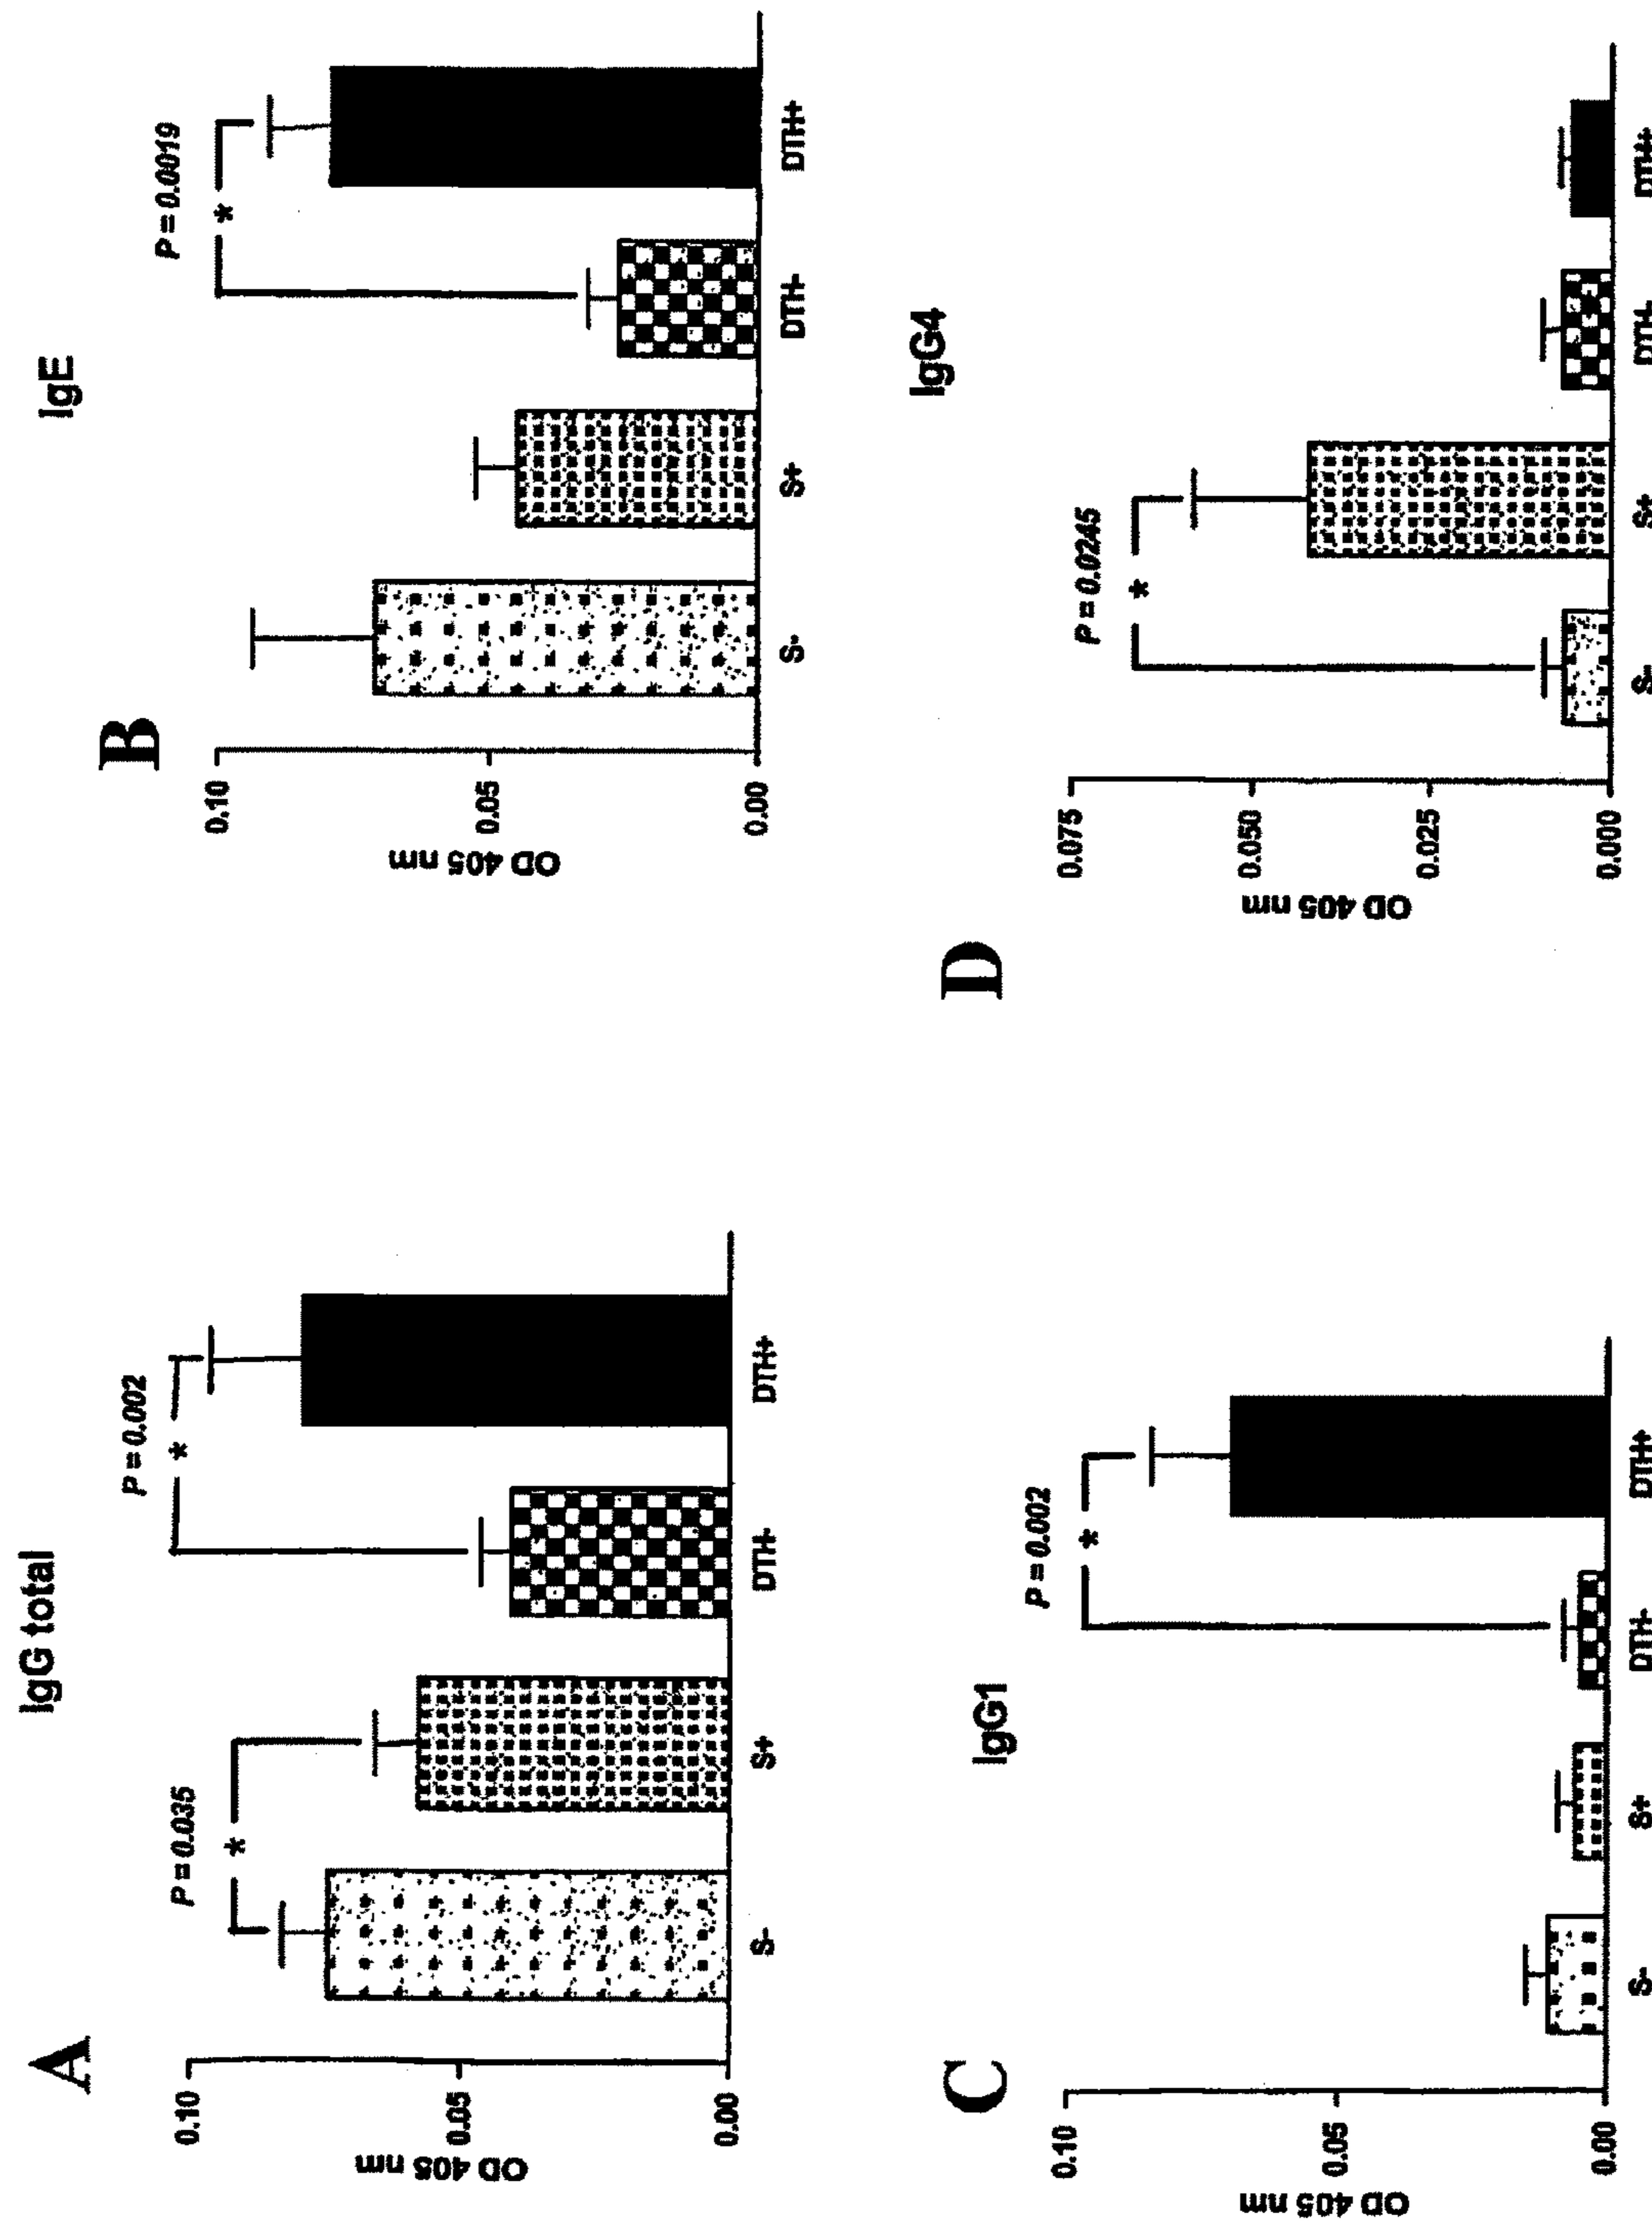 A
IgG total
P = 0.035
*
P = 0.002
*
OD 405 nm
0.10
0.05
0.00
S-
S+
DTH-
DTH+
B
IgE
P = 0.0019
*
OD 405 nm
0.10
0.05
0.00
S-
S+
DTH-
DTH+
C
IgG1
P = 0.002
*
OD 405 nm
0.10
0.05
0.00
S-
S+
DTH-
DTH+
D
IgG4
P = 0.0245
*
OD 405 nm
0.075
0.050
0.025
0.000
S-
S+
DTH-
DTH+